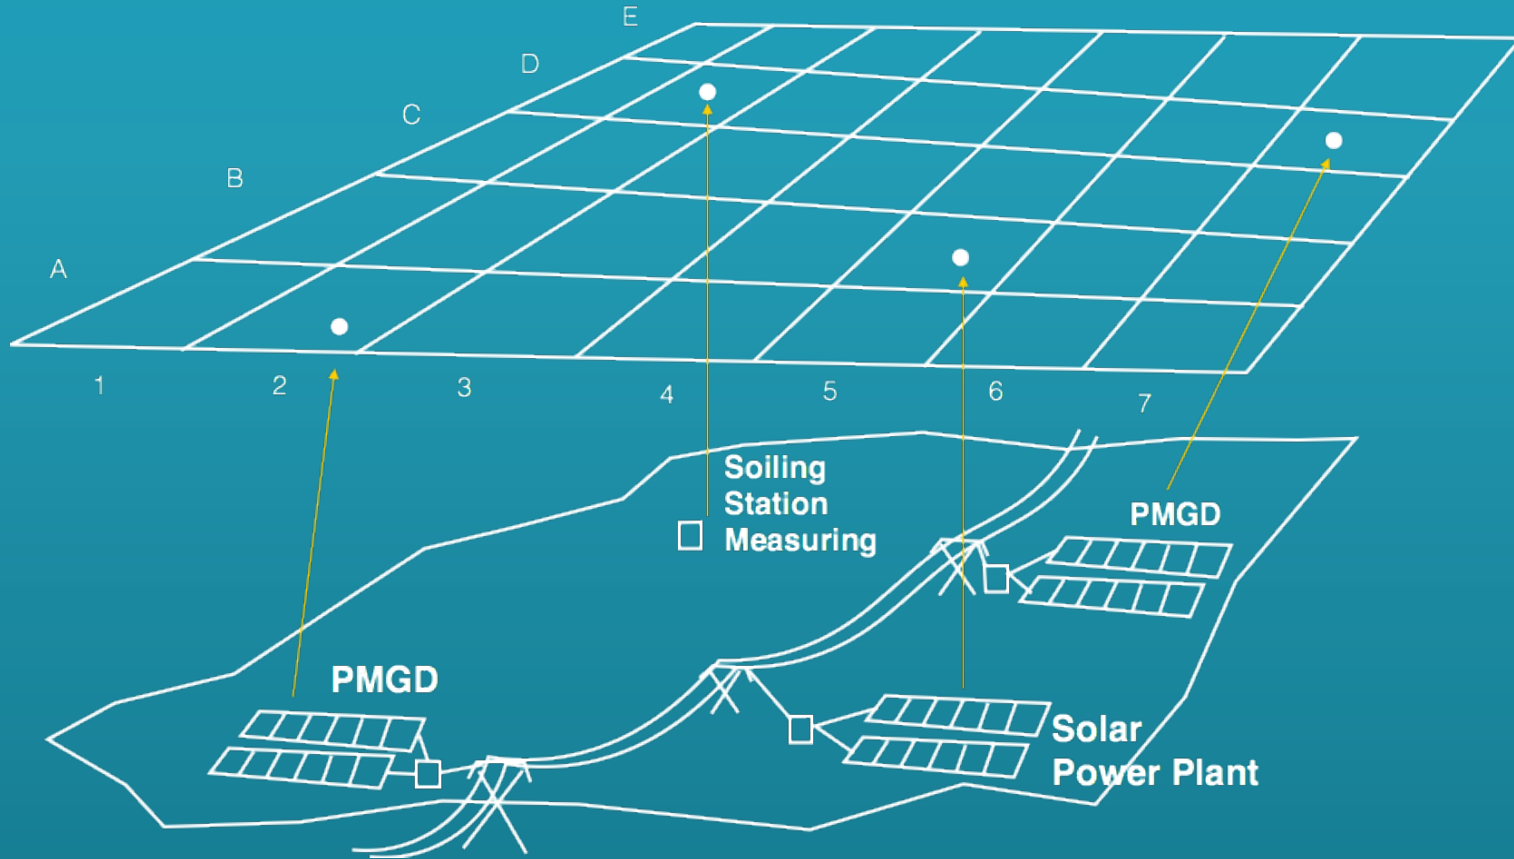 E
D
C
B
A
1
2
3
4
5
6
7
Soiling
Station
Measuring
PMGD
PMGD
Solar
Power Plant